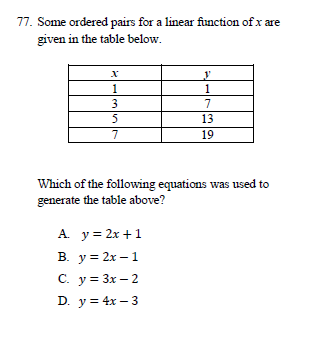 77. Some ordered pairs for a linear function of x are
given in the table below.
x y
1 1
3 7
5 13
7 19
Which of the following equations was used to
generate the table above?
A. y = 2x + 1
B. y = 2x – 1
C. y = 3x – 2
D. y = 4x – 3